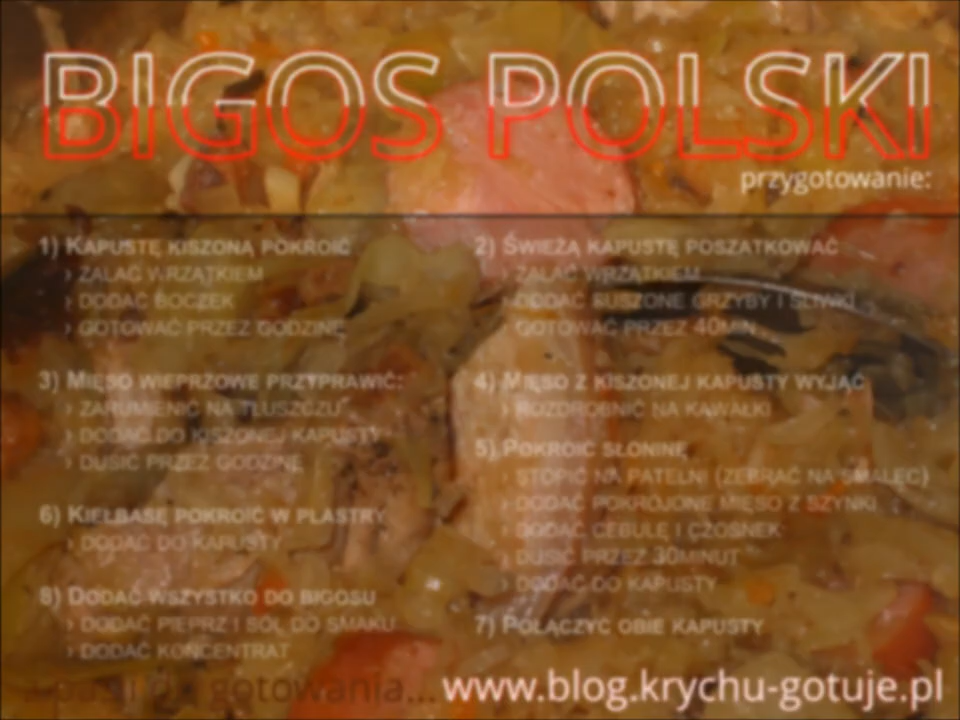 BIGOS POLSKI
przygotowanie:
1) KAPUSTĘ KISZONĄ POKROIĆ
› ZALAĆ WRZĄTKIEM
› DODAĆ BOCZEK
› GOTOWAĆ PRZEZ GODZINĘ
2) ŚWIEŻĄ KAPUSTĘ POSZATKOWAĆ
› ZALAĆ WRZĄTKIEM
› DODAĆ SUSZONE GRZYBY I ŚLIWKI
› GOTOWAĆ PRZEZ 40MIN
3) MIĘSO WIEPRZOWE PRZYPRAWIĆ:
› ZARUMIENIĆ NA TŁUSZCZU
› DODAĆ DO KISZONEJ KAPUSTY
› DUSIĆ PRZEZ GODZINĘ
4) MIĘSO Z KISZONEJ KAPUSTY WYJĄĆ
› ROZDROBNIĆ NA KAWAŁKI
5) POKROIĆ SŁONINĘ
› STOPIĆ NA PATELNI (ZEBRAĆ NA SMALEC)
› DODAĆ POKROJONE MIĘSO Z SZYNKI
› DODAĆ CEBULĘ I CZOSNEK
› DUSIĆ PRZEZ 30MINUT
› DODAĆ DO KAPUSTY
6) KIEŁBASĘ POKROIĆ W PLASTRY
› DODAĆ DO KAPUSTY
7) POŁĄCZYĆ OBIE KAPUSTY
8) DODAĆ WSZYSTKO DO BIGOSU
› DODAĆ PIEPRZ I SÓL DO SMAKU
› DODAĆ KONCENTRAT
gotowania... www.blog.krychu-gotuje.pl